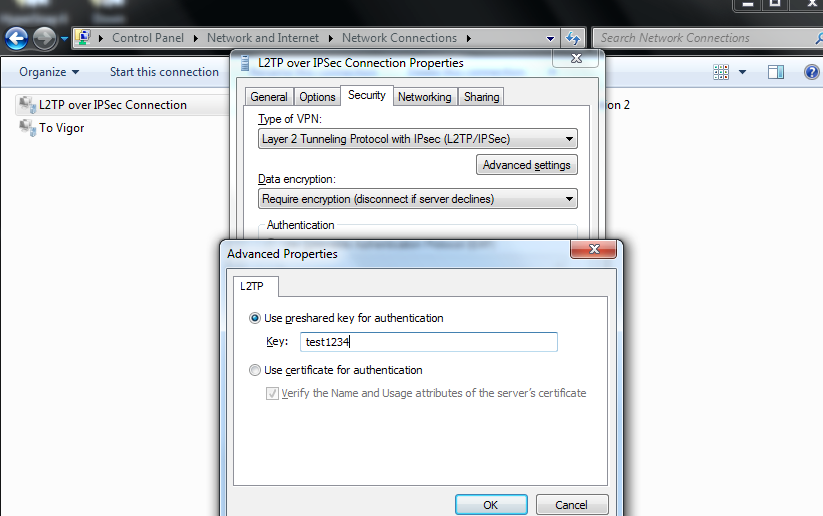 Control Panel Network and Internet Network Connections Search Network Connections
Organize Start this connection
L2TP over IPSec Connection Properties
L2TP over IPSec Connection
To Vigor
on 2
General Options Security Networking Sharing
Type of VPN:
Layer 2 Tunneling Protocol with IPsec (L2TP/IPSec)
Advanced settings
Data encryption:
Require encryption (disconnect if server declines)
Authentication
Advanced Properties
L2TP
Use preshared key for authentication
Key: test1234
Use certificate for authentication
Verify the Name and Usage attributes of the server's certificate
OK Cancel